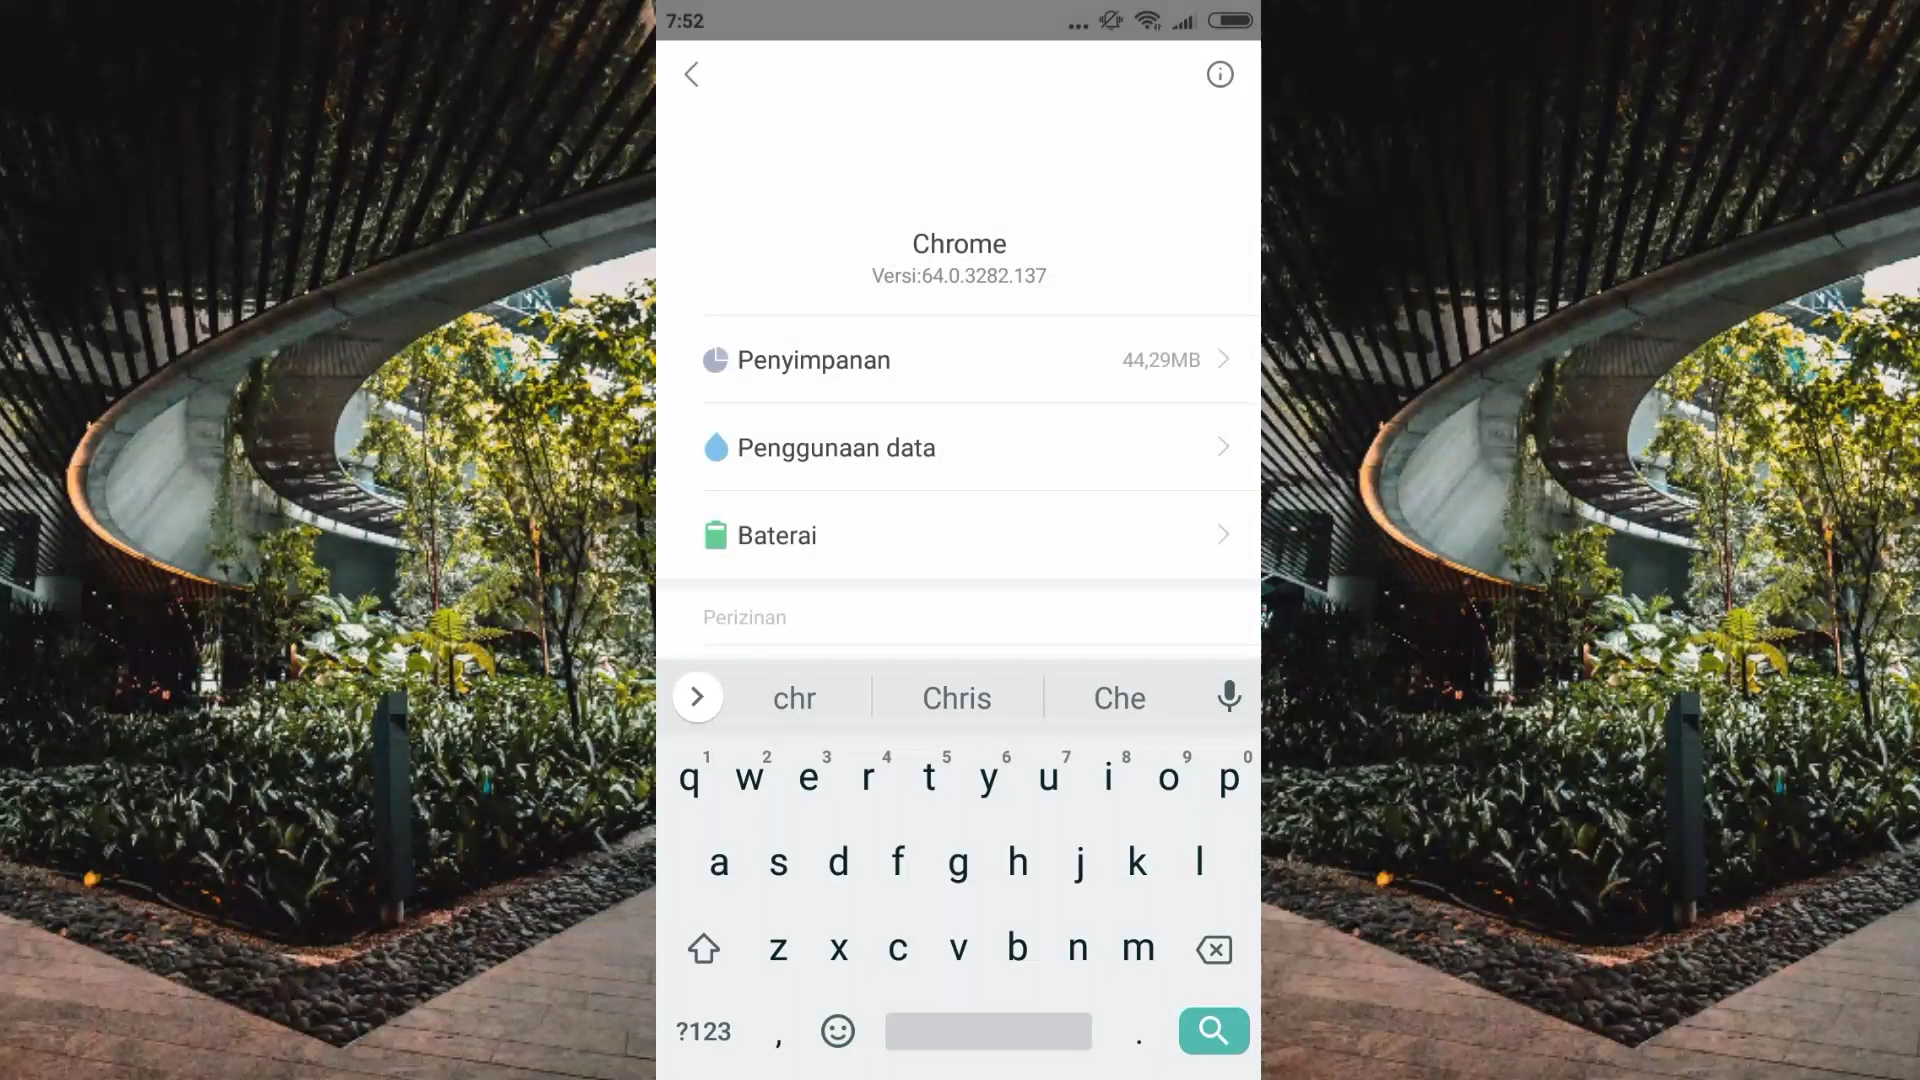 7:52
Chrome
Versi:64.0.3282.137
Penyimpanan 44,29MB
Penggunaan data
Baterai
Perizinan
chr Chris Che
1 2 3 4 5 6 7 8 9 0
q w e r t y u i o p
a s d f g h j k l
z x c v b n m
?123 , .